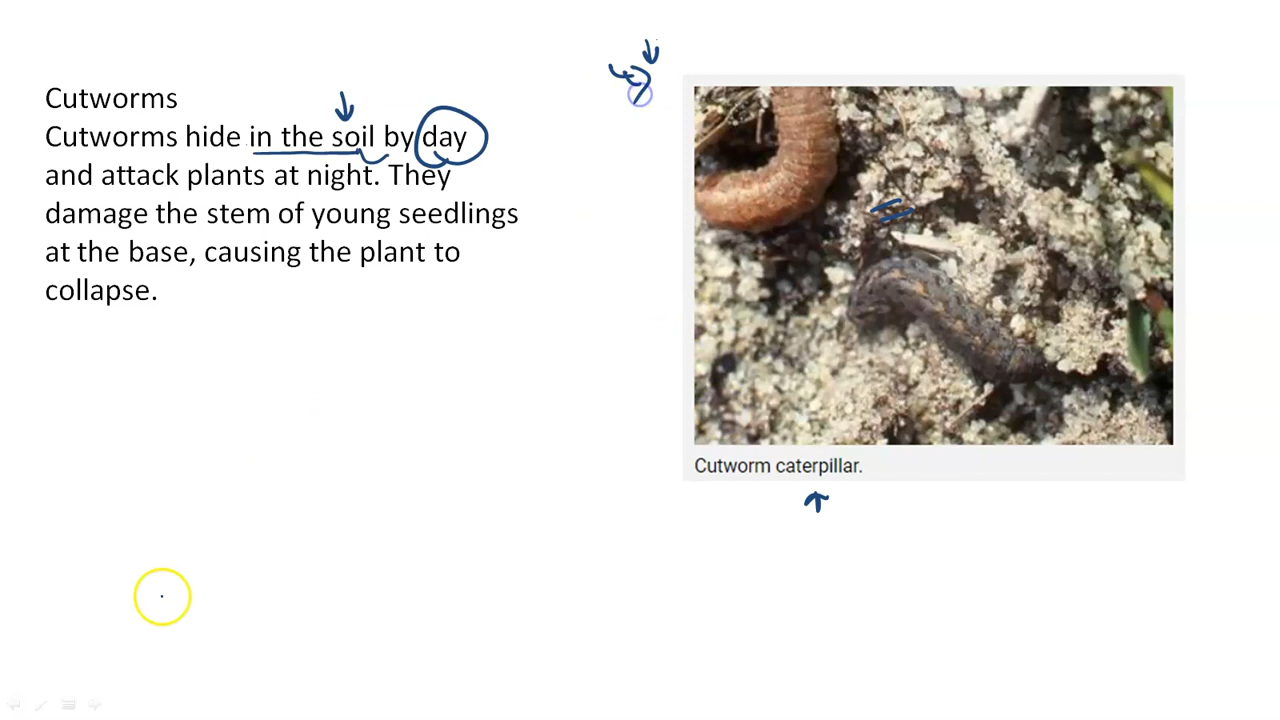 Cutworms
Cutworms hide in the soil by day
and attack plants at night. They
damage the stem of young seedlings
at the base, causing the plant to
collapse.
Cutworm caterpillar.